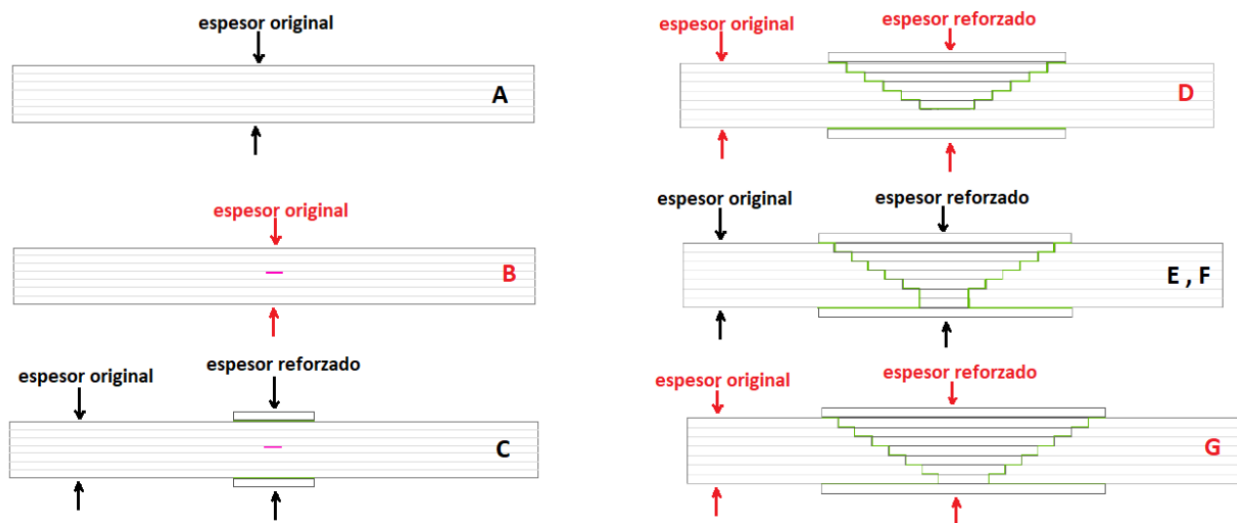 espesor original
A
espesor original
B
espesor original
espesor reforzado
C
espesor original
espesor reforzado
D
espesor original
espesor reforzado
E , F
espesor original
espesor reforzado
G